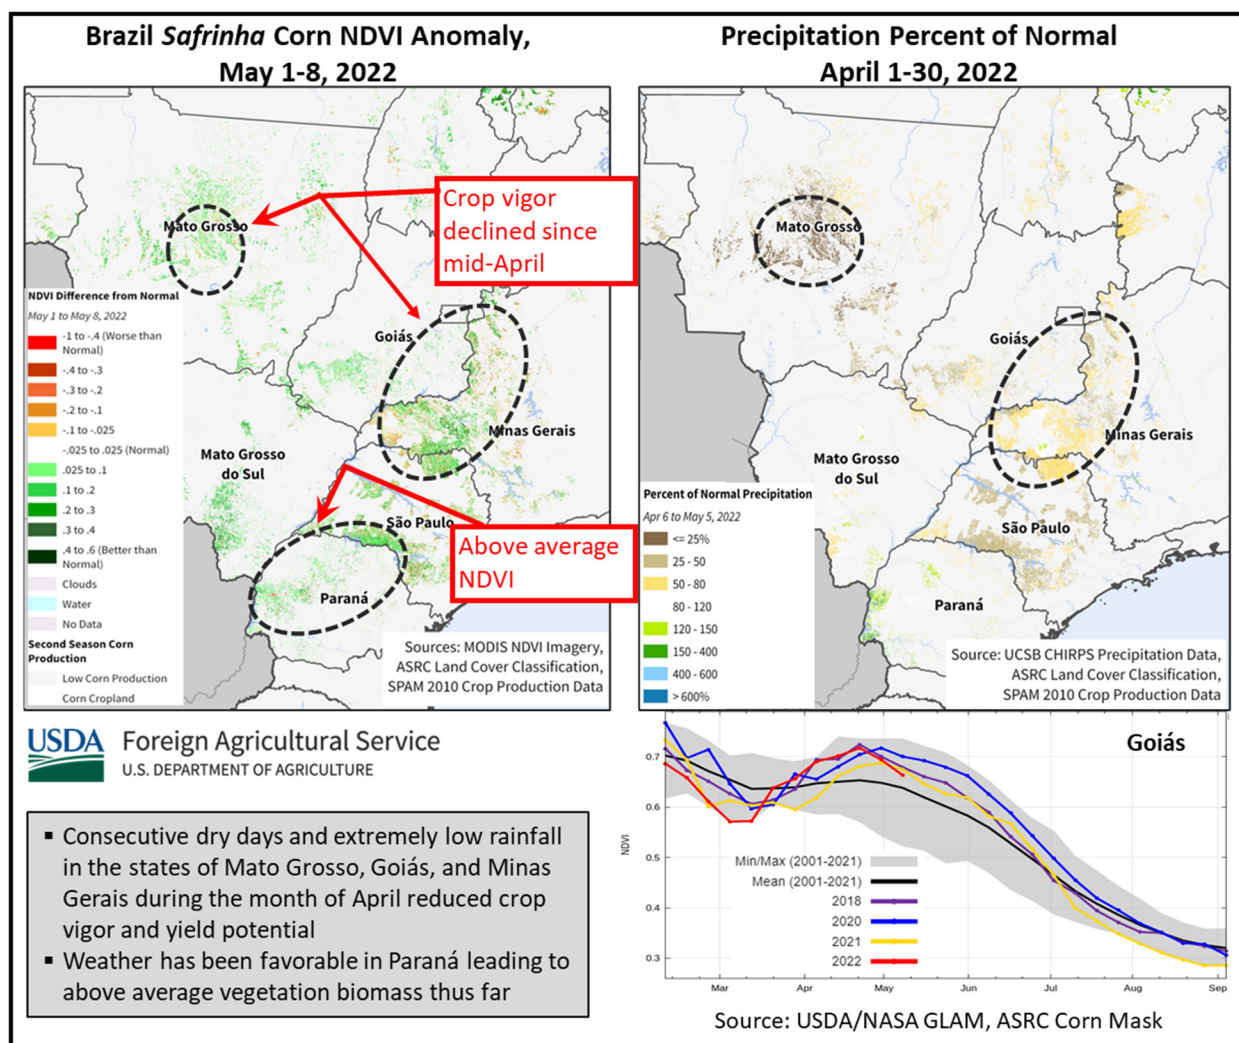 Brazil Safrinha Corn NDVI Anomaly,
May 1-8, 2022
Mato Grosso
Goiás
Minas Gerais
Mato Grosso
do Sul
São Paulo
Paraná
Crop vigor
declined since
mid-April
Above average
NDVI
NDVI Difference from Normal
May 1 to May 8, 2022
-1 to -.4 (Worse than
Normal)
-.4 to -.3
-.3 to -.2
-.2 to -.1
-.1 to -.025
-.025 to .025 (Normal)
.025 to .1
.1 to .2
.2 to .3
.3 to .4
.4 to .6 (Better than
Normal)
Clouds
Water
No Data
Second Season Corn
Production
Low Corn Production
Corn Cropland
Sources: MODIS NDVI Imagery,
ASRC Land Cover Classification,
SPAM 2010 Crop Production Data
Precipitation Percent of Normal
April 1-30, 2022
Mato Grosso
Goiás
Minas Gerais
Mato Grosso
do Sul
São Paulo
Paraná
Percent of Normal Precipitation
Apr 6 to May 5, 2022
<= 25%
25 - 50
50 - 80
80 - 120
120 - 150
150 - 400
400 - 600
> 600%
Source: UCSB CHIRPS Precipitation Data,
ASRC Land Cover Classification,
SPAM 2010 Crop Production Data
USDA Foreign Agricultural Service
U.S. DEPARTMENT OF AGRICULTURE
▪ Consecutive dry days and extremely low rainfall
in the states of Mato Grosso, Goiás, and Minas
Gerais during the month of April reduced crop
vigor and yield potential
▪ Weather has been favorable in Paraná leading to
above average vegetation biomass thus far
Goiás
NDVI
0.7
0.6
0.5
0.4
0.3
Min/Max (2001-2021)
Mean (2001-2021)
2018
2020
2021
2022
Mar Apr May Jun Jul Aug Sep
Source: USDA/NASA GLAM, ASRC Corn Mask